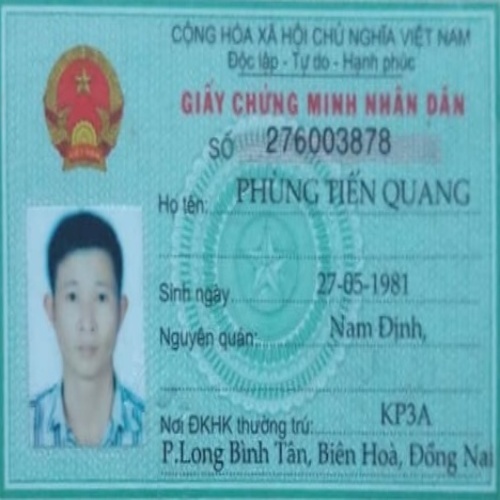 CỘNG HÒA XÃ HỘI CHỦ NGHĨA VIỆT NAM
Độc lập - Tự do - Hạnh phúc
GIẤY CHỨNG MINH NHÂN DÂN
SỐ 276003878
Họ tên: PHÙNG TIẾN QUANG
Sinh ngày 27-05-1981
Nguyên quán: Nam Định,
Nơi ĐKHK thường trú: KP3A
P.Long Bình Tân, Biên Hoà, Đồng Nai